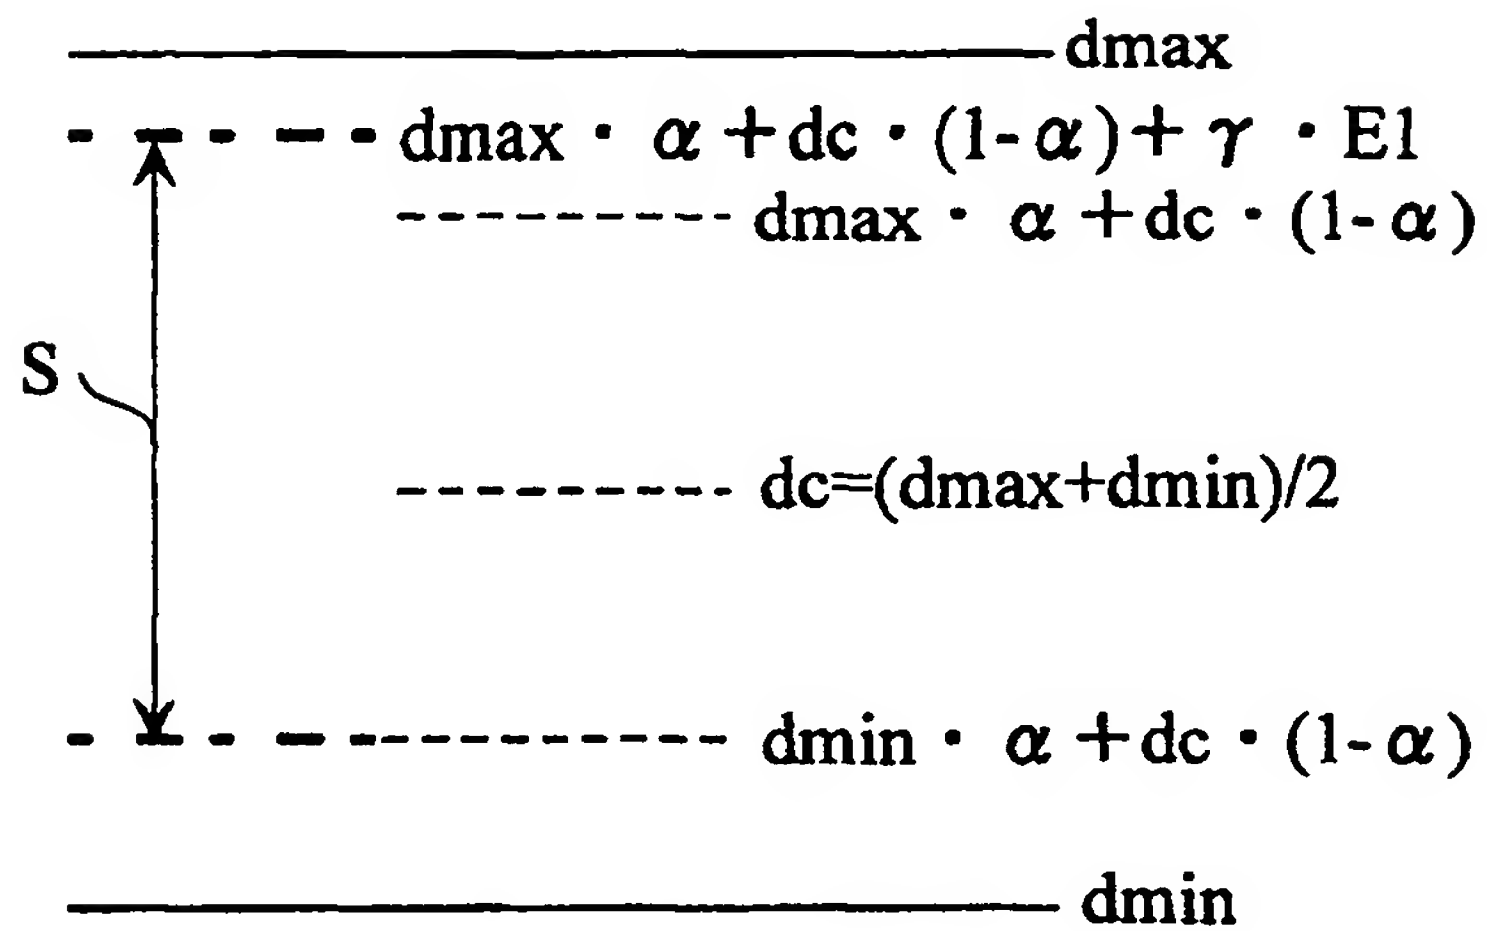 dmax
dmax · α + dc · (1-α) + γ · E1
dmax · α + dc · (1-α)
S
dc=(dmax+dmin)/2
dmin · α + dc · (1-α)
dmin